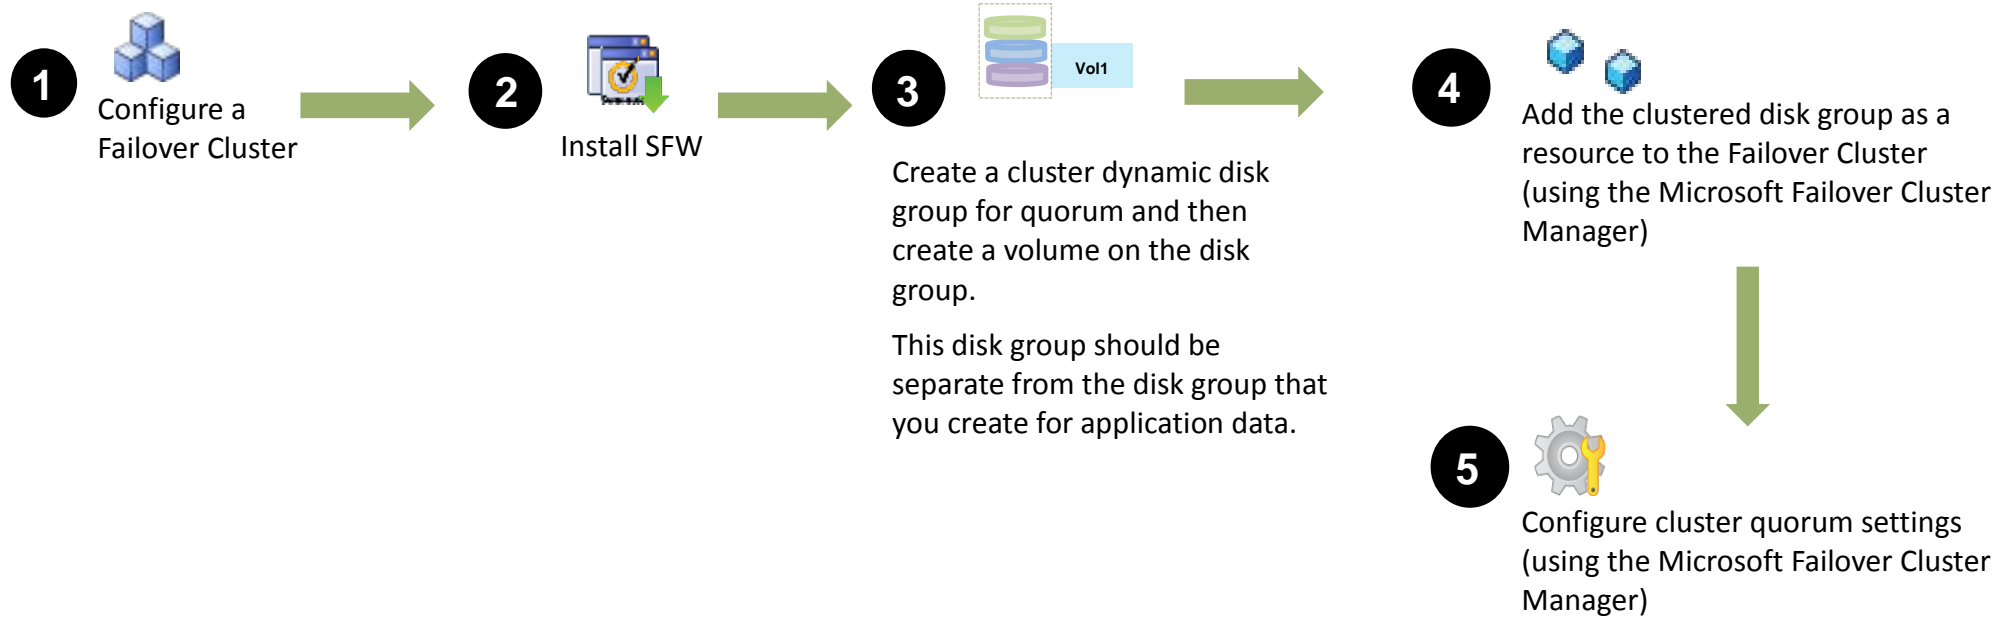 1
Configure a
Failover Cluster
2
Install SFW
3
Vol1
Create a cluster dynamic disk
group for quorum and then
create a volume on the disk
group.
This disk group should be
separate from the disk group that
you create for application data.
4
Add the clustered disk group as a
resource to the Failover Cluster
(using the Microsoft Failover Cluster
Manager)
5
Configure cluster quorum settings
(using the Microsoft Failover Cluster
Manager)